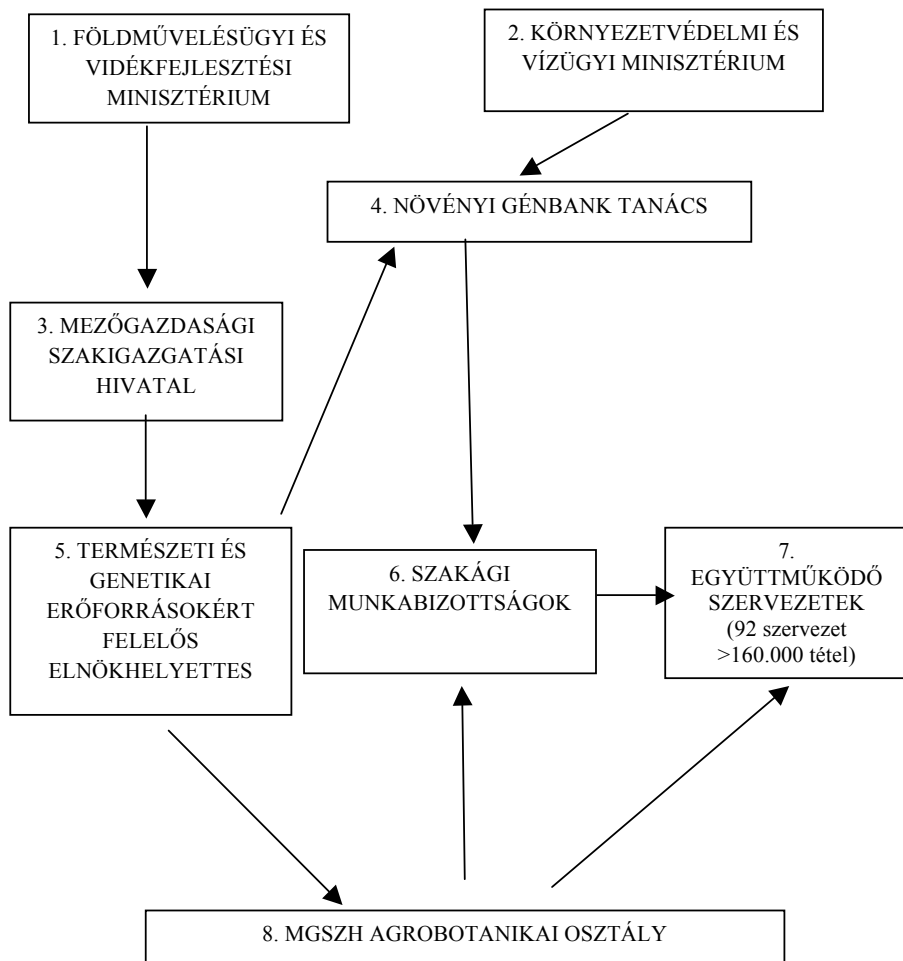 1. FÖLDMŰVELÉSÜGYI ÉS
VIDÉKFEJLESZTÉSI
MINISZTÉRIUM
2. KÖRNYEZETVÉDELMI ÉS
VÍZÜGYI MINISZTÉRIUM
4. NÖVÉNYI GÉNBANK TANÁCS
3. MEZŐGAZDASÁGI
SZAKIGAZGATÁSI
HIVATAL
5. TERMÉSZETI ÉS
GENETIKAI
ERŐFORRÁSOKÉRT
FELELŐS
ELNÖKHELYETTES
6. SZAKÁGI
MUNKABIZOTTSÁGOK
7.
EGYÜTTMŰKÖDŐ
SZERVEZETEK
(92 szervezet
>160.000 tétel)
8. MGSZH AGROBOTANIKAI OSZTÁLY